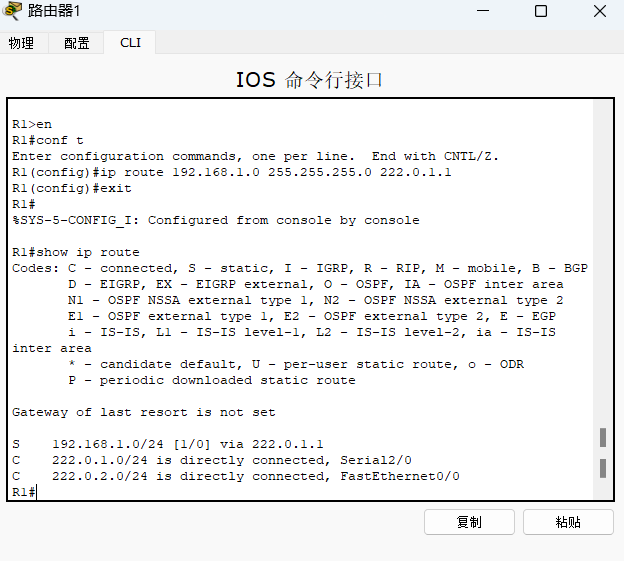 路由器1
物理 配置 CLI
IOS 命令行接口
R1>en
R1#conf t
Enter configuration commands, one per line.  End with CNTL/Z.
R1(config)#ip route 192.168.1.0 255.255.255.0 222.0.1.1
R1(config)#exit
R1#
%SYS-5-CONFIG_I: Configured from console by console
R1#show ip route
Codes: C - connected, S - static, I - IGRP, R - RIP, M - mobile, B - BGP
       D - EIGRP, EX - EIGRP external, O - OSPF, IA - OSPF inter area
       N1 - OSPF NSSA external type 1, N2 - OSPF NSSA external type 2
       E1 - OSPF external type 1, E2 - OSPF external type 2, E - EGP
       i - IS-IS, L1 - IS-IS level-1, L2 - IS-IS level-2, ia - IS-IS
inter area
       * - candidate default, U - per-user static route, o - ODR
       P - periodic downloaded static route
Gateway of last resort is not set
S    192.168.1.0/24 [1/0] via 222.0.1.1
C    222.0.1.0/24 is directly connected, Serial2/0
C    222.0.2.0/24 is directly connected, FastEthernet0/0
R1#
复制 粘贴